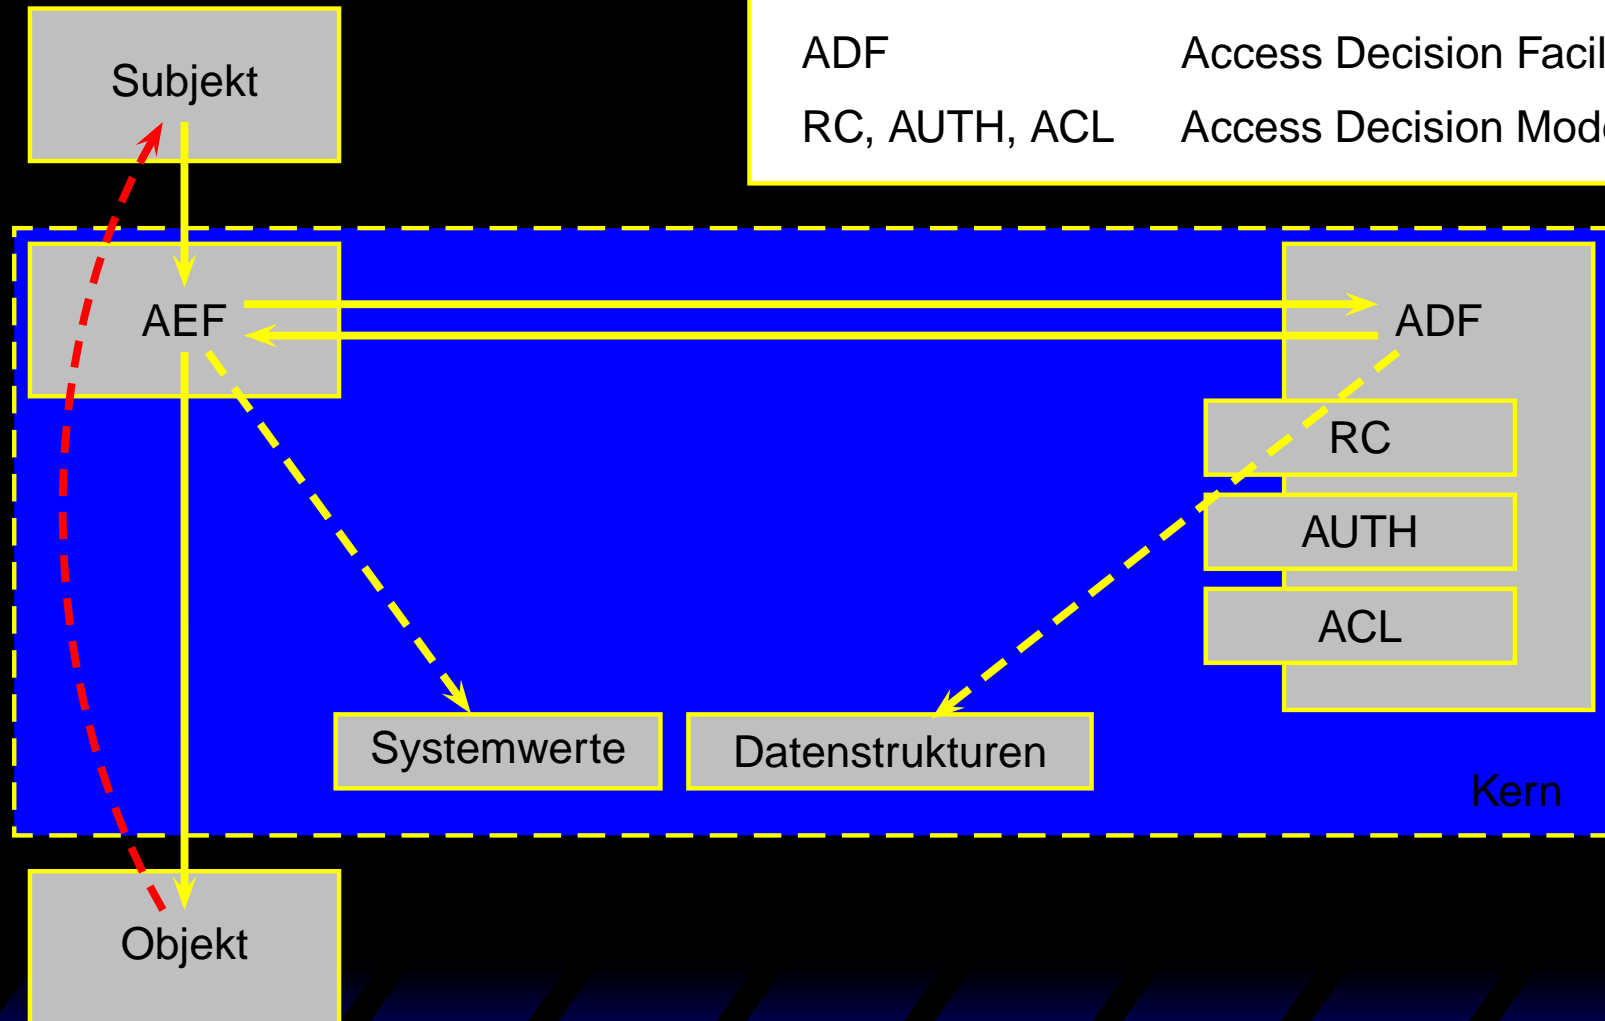 Subjekt
ADF Access Decision Facil
RC, AUTH, ACL Access Decision Mod
AEF
ADF
RC
AUTH
ACL
Systemwerte
Datenstrukturen
Kern
Objekt